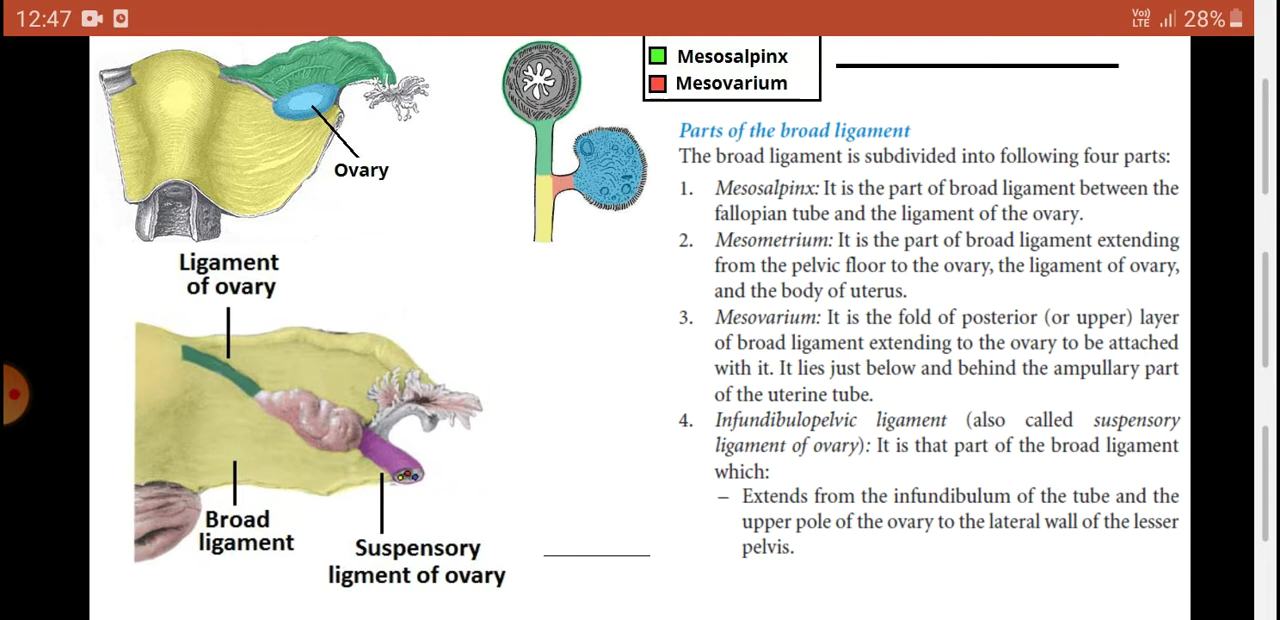 12:47
Vo))
LTE
28%
Mesosalpinx
Mesovarium
Ovary
Ligament
of ovary
Broad
ligament
Suspensory
ligment of ovary
Parts of the broad ligament
The broad ligament is subdivided into following four parts:
1. Mesosalpinx: It is the part of broad ligament between the
fallopian tube and the ligament of the ovary.
2. Mesometrium: It is the part of broad ligament extending
from the pelvic floor to the ovary, the ligament of ovary,
and the body of uterus.
3. Mesovarium: It is the fold of posterior (or upper) layer
of broad ligament extending to the ovary to be attached
with it. It lies just below and behind the ampullary part
of the uterine tube.
4. Infundibulopelvic ligament (also called suspensory
ligament of ovary): It is that part of the broad ligament
which:
– Extends from the infundibulum of the tube and the
upper pole of the ovary to the lateral wall of the lesser
pelvis.